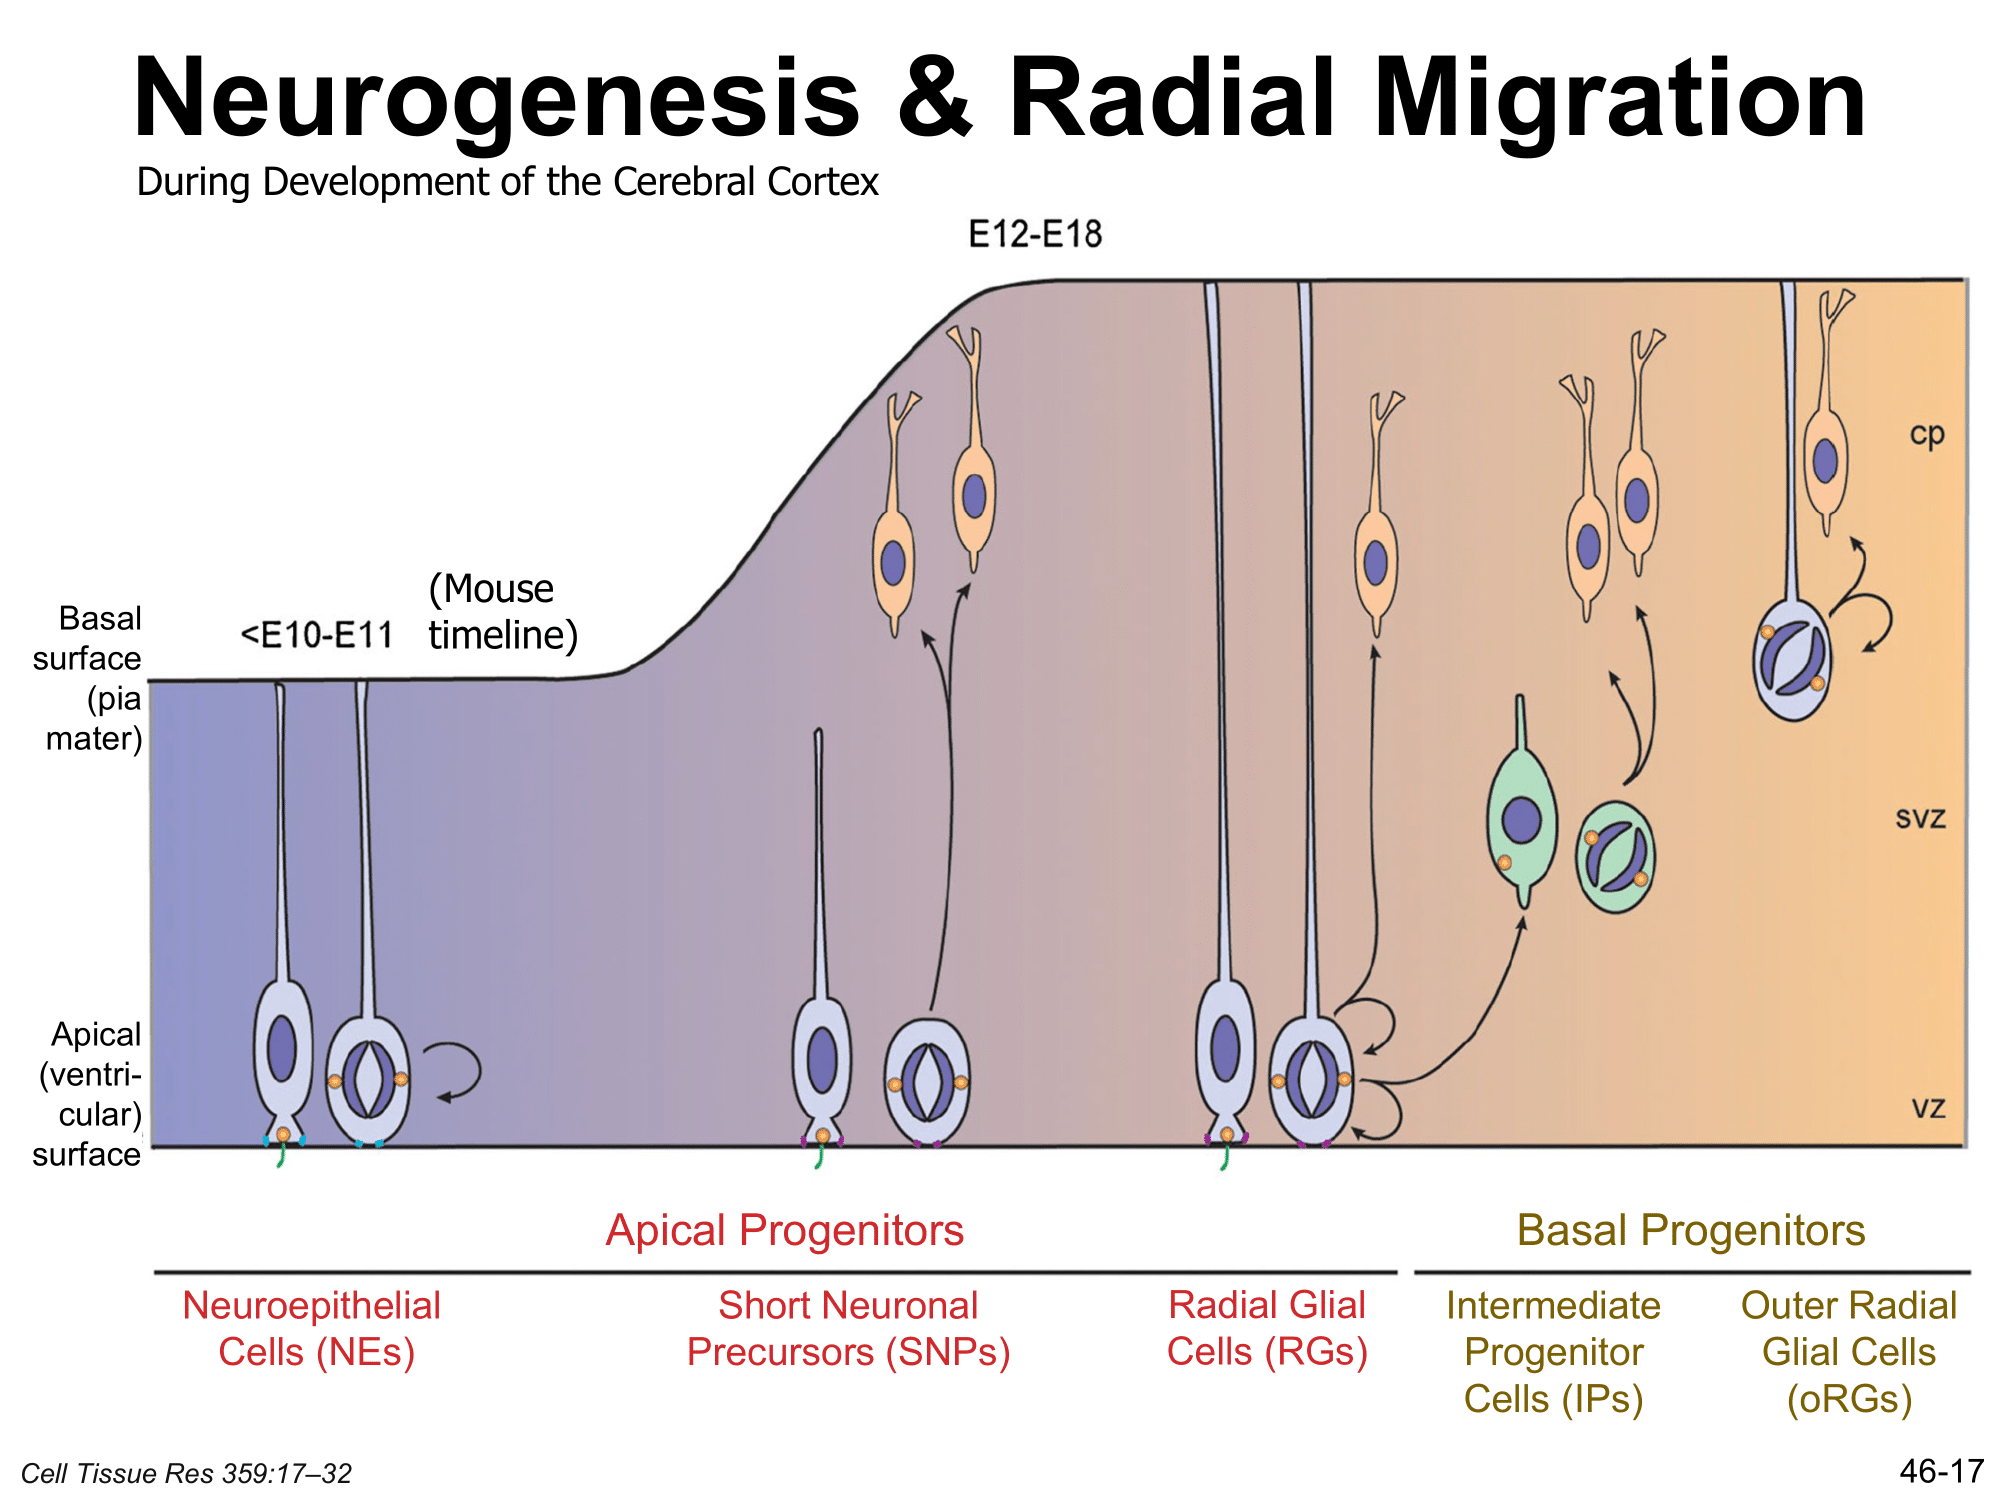 Neurogenesis & Radial Migration
During Development of the Cerebral Cortex
E12-E18
cp
(Mouse
timeline)
<E10-E11
Basal
surface
(pia
mater)
svz
Apical
(ventri-
cular)
surface
vz
Apical Progenitors
Basal Progenitors
Neuroepithelial
Cells (NEs)
Short Neuronal
Precursors (SNPs)
Radial Glial
Cells (RGs)
Intermediate
Progenitor
Cells (IPs)
Outer Radial
Glial Cells
(oRGs)
Cell Tissue Res 359:17–32
46-17